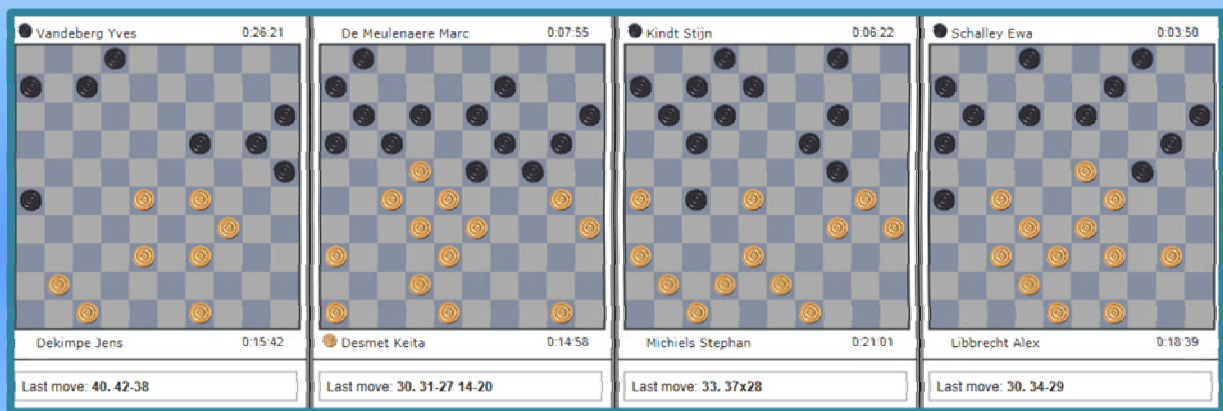 Vandeberg Yves 0:26:21
De Meulenaere Marc 0:07:55
Kindt Stijn 0:06:22
Schalley Ewa 0:03:50
Dekimpe Jens 0:15:42
Desmet Keita 0:14:58
Michiels Stephan 0:21:01
Libbrecht Alex 0:18:39
Last move: 40. 42-38
Last move: 30. 31-27 14-20
Last move: 33. 37x28
Last move: 30. 34-29